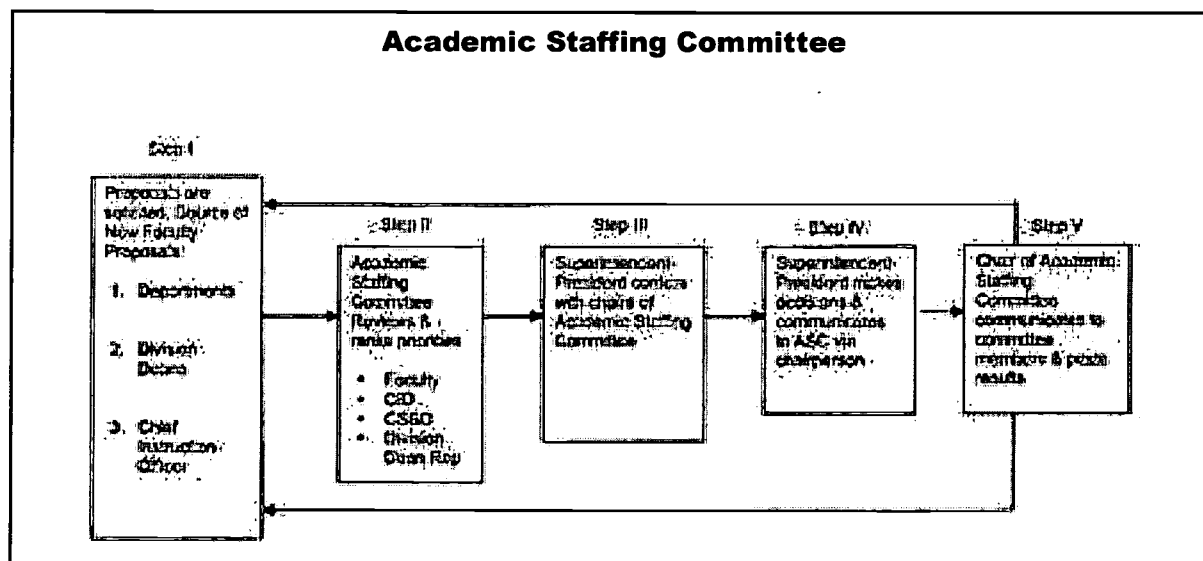 Academic Staffing Committee
Step I
Proposals are
Source of
New Faculty
Proposals:
1. Departments
2. Division
Deans
3. Chief
Instruction
Officer
Step II
Academic
Staffing
Committee
Reviews &
ranks priorities
• Faculty
• CIO
• CSSO
• Division
Dean Rep
Step III
Superintendent-
President confers
with chairs of
Academic Staffing
Committee
Step IV
Superintendent-
President makes
decisions &
communicates
to ASC via
chairperson
Step V
Chair of Academic
Staffing
Committee
communicates to
committee
members & posts
results